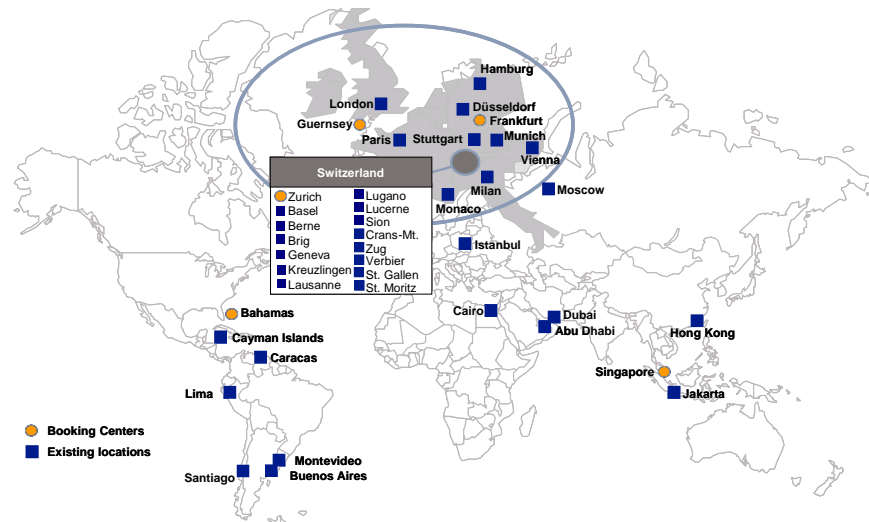 Hamburg
London
Düsseldorf
Guernsey
Frankfurt
Paris
Stuttgart
Munich
Vienna
Switzerland
Zurich
Basel
Berne
Brig
Geneva
Kreuzlingen
Lausanne
Lugano
Lucerne
Sion
Crans-Mt.
Zug
Verbier
St. Gallen
St. Moritz
Milan
Moscow
Monaco
Istanbul
Cairo
Dubai
Abu Dhabi
Hong Kong
Bahamas
Cayman Islands
Caracas
Singapore
Lima
Jakarta
Booking Centers
Existing locations
Montevideo
Santiago
Buenos Aires